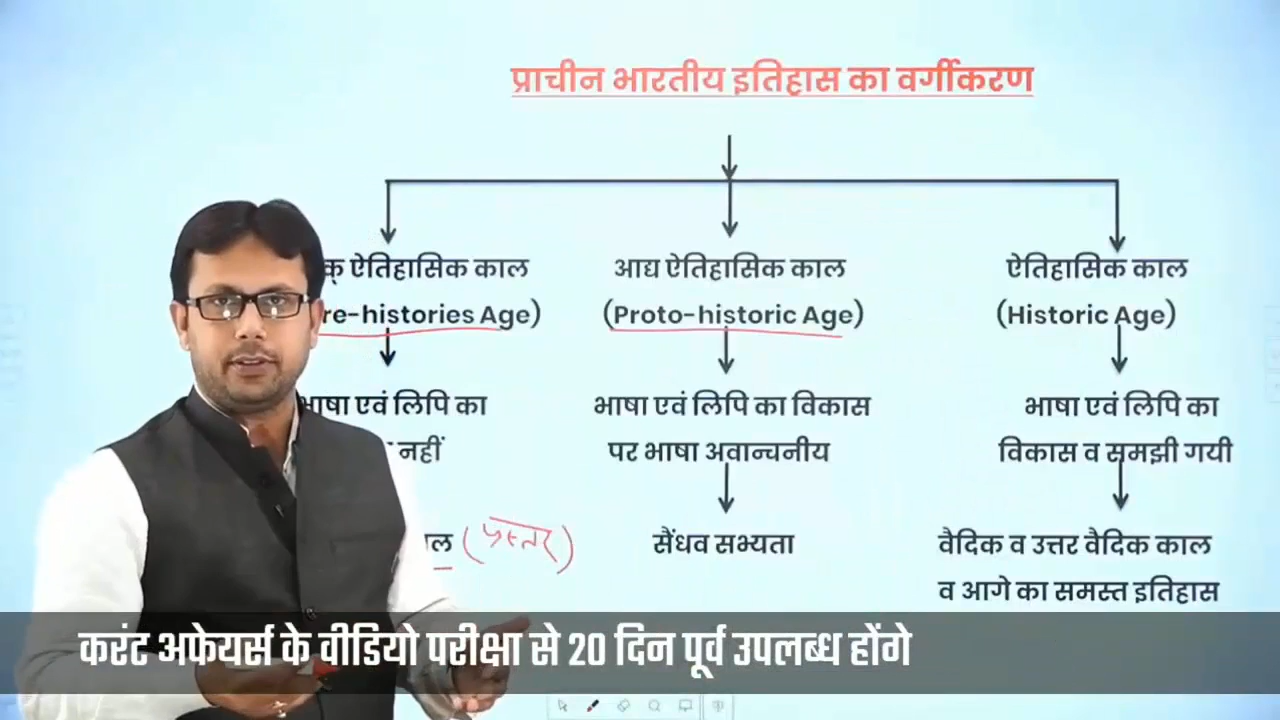 प्राचीन भारतीय इतिहास का वर्गीकरण
क् ऐतिहासिक काल
re-histories Age)
भाषा एवं लिपि का
नहीं
ल (प्रस्तर)
आद्य ऐतिहासिक काल
(Proto-historic Age)
भाषा एवं लिपि का विकास
पर भाषा अवान्चनीय
सैंधव सभ्यता
ऐतिहासिक काल
(Historic Age)
भाषा एवं लिपि का
विकास व समझी गयी
वैदिक व उत्तर वैदिक काल
व आगे का समस्त इतिहास
करंट अफेयर्स के वीडियो परीक्षा से 20 दिन पूर्व उपलब्ध होंगे